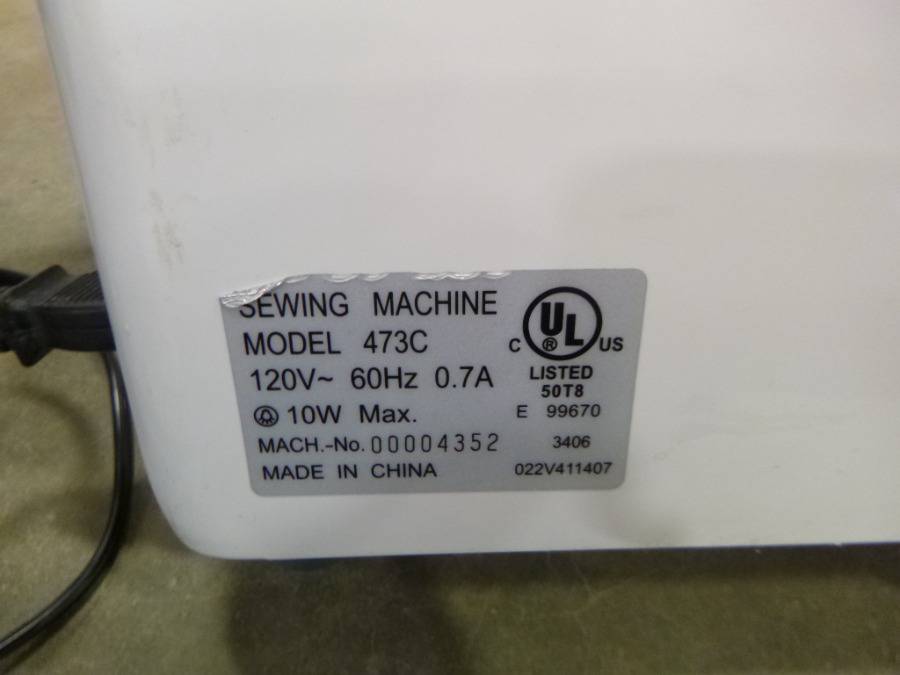 SEWING MACHINE
MODEL 473C
120V~ 60Hz 0.7A
10W Max.
MACH.-No. 00004352
MADE IN CHINA
C UL ® US
LISTED
50T8
E 99670
3406
022V411407